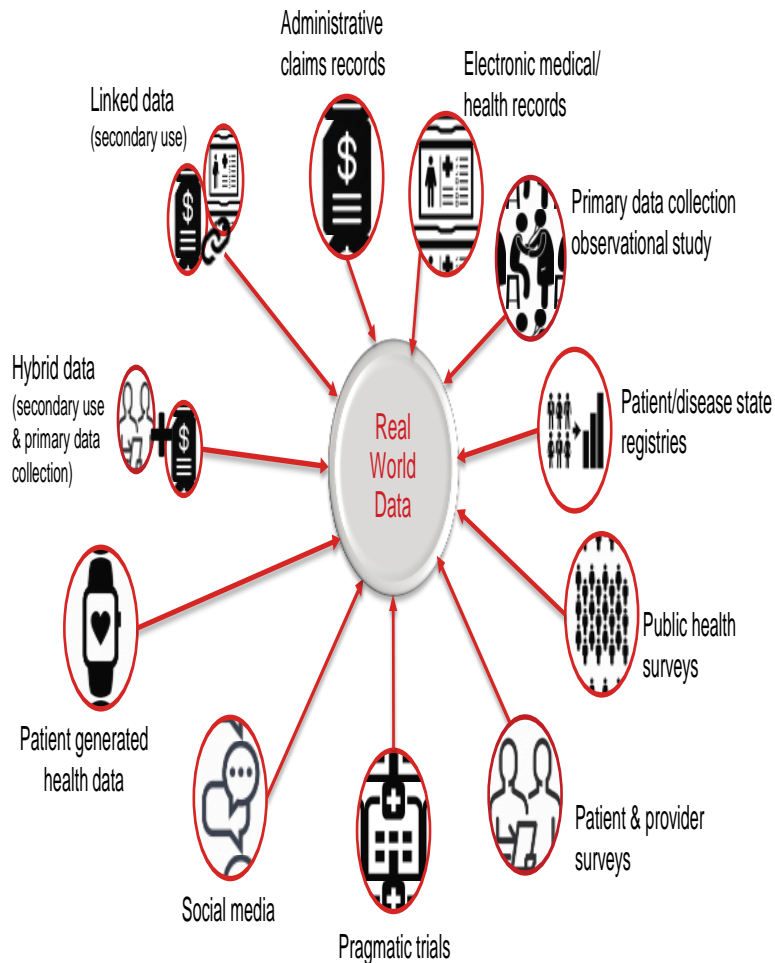 Administrative
claims records
Electronic medical/
health records
Linked data
(secondary use)
$
$
Primary data collection
observational study
Hybrid data
(secondary use
& primary data
collection)
$
Real
World
Data
Patient/disease state
registries
Public health
surveys
Patient generated
health data
Patient & provider
surveys
Social media
Pragmatic trials